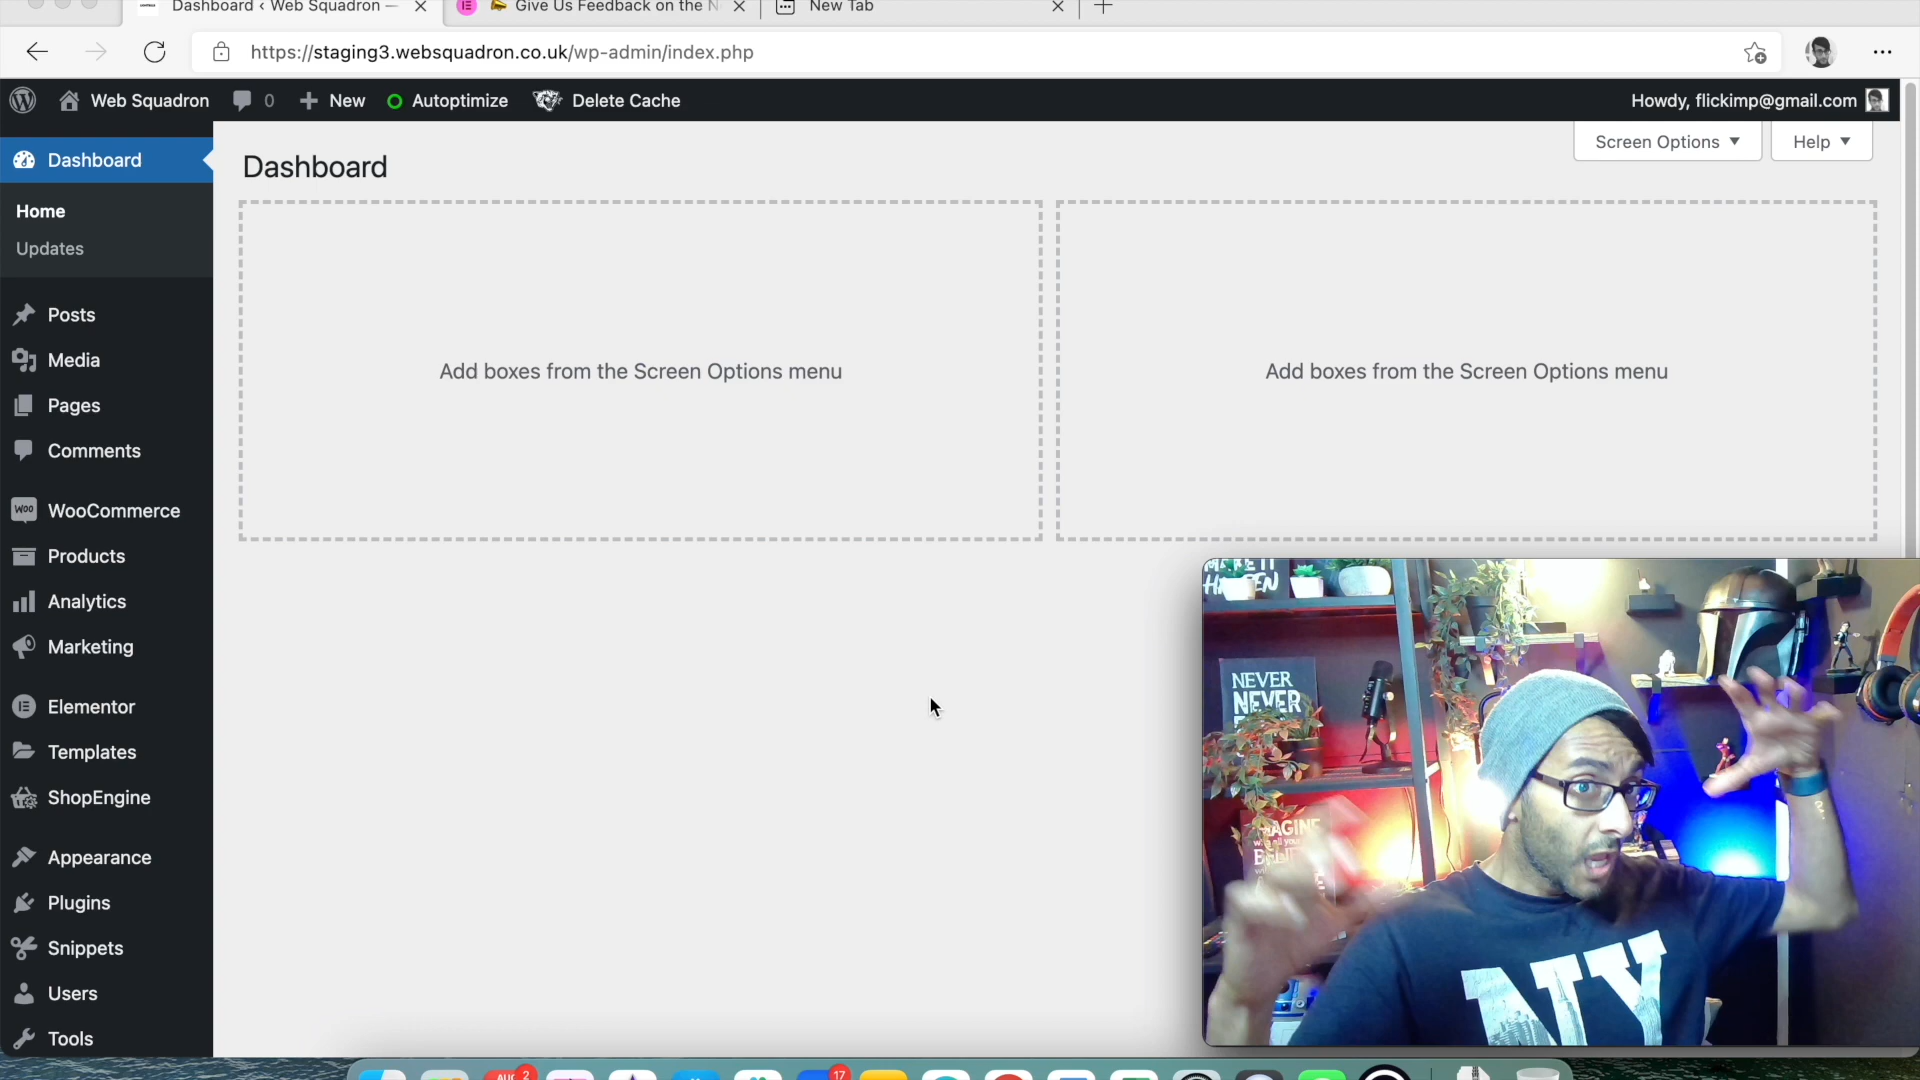 Dashboard ‹ Web Squadron —
Give Us Feedback on the N
New Tab
https://staging3.websquadron.co.uk/wp-admin/index.php
Web Squadron
0
New
Autoptimize
Delete Cache
Howdy, flickimp@gmail.com
Dashboard
Home
Updates
Posts
Media
Pages
Comments
WooCommerce
Products
Analytics
Marketing
Elementor
Templates
ShopEngine
Appearance
Plugins
Snippets
Users
Tools
Screen Options
Help
Dashboard
Add boxes from the Screen Options menu
Add boxes from the Screen Options menu
NEVER
NEVER
NY
AUG 2
17